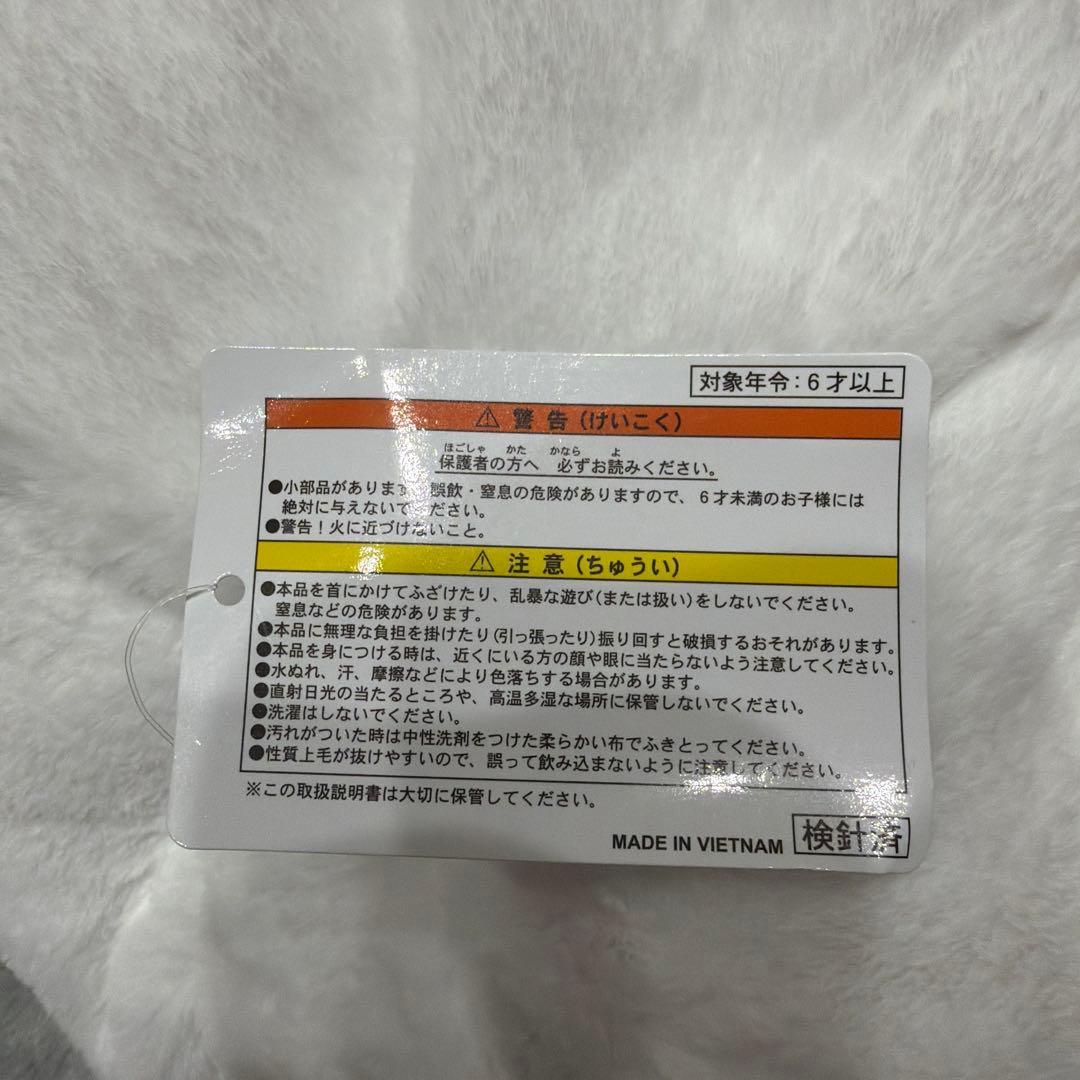 対象年令：6才以上
⚠ 警告（けいこく）
ほごしゃ かた かなら よ
保護者の方へ 必ずお読みください。
●小部品があります 誤飲・窒息の危険がありますので、6才未満のお子様には
絶対に与えないでください。
●警告！火に近づけないこと。
⚠ 注意（ちゅうい）
●本品を首にかけてふざけたり、乱暴な遊び（または扱い）をしないでください。
窒息などの危険があります。
●本品に無理な負担を掛けたり（引っ張ったり）振り回すと破損するおそれがあります。
●本品を身につける時は、近くにいる方の顔や眼に当たらないよう注意してください。
●水ぬれ、汗、摩擦などにより色落ちする場合があります。
●直射日光の当たるところや、高温多湿な場所に保管しないでください。
●洗濯はしないでください。
●汚れがついた時は中性洗剤をつけた柔らかい布でふきとってください。
●性質上毛が抜けやすいので、誤って飲み込まないように注意してください。
※この取扱説明書は大切に保管してください。
MADE IN VIETNAM 検針済